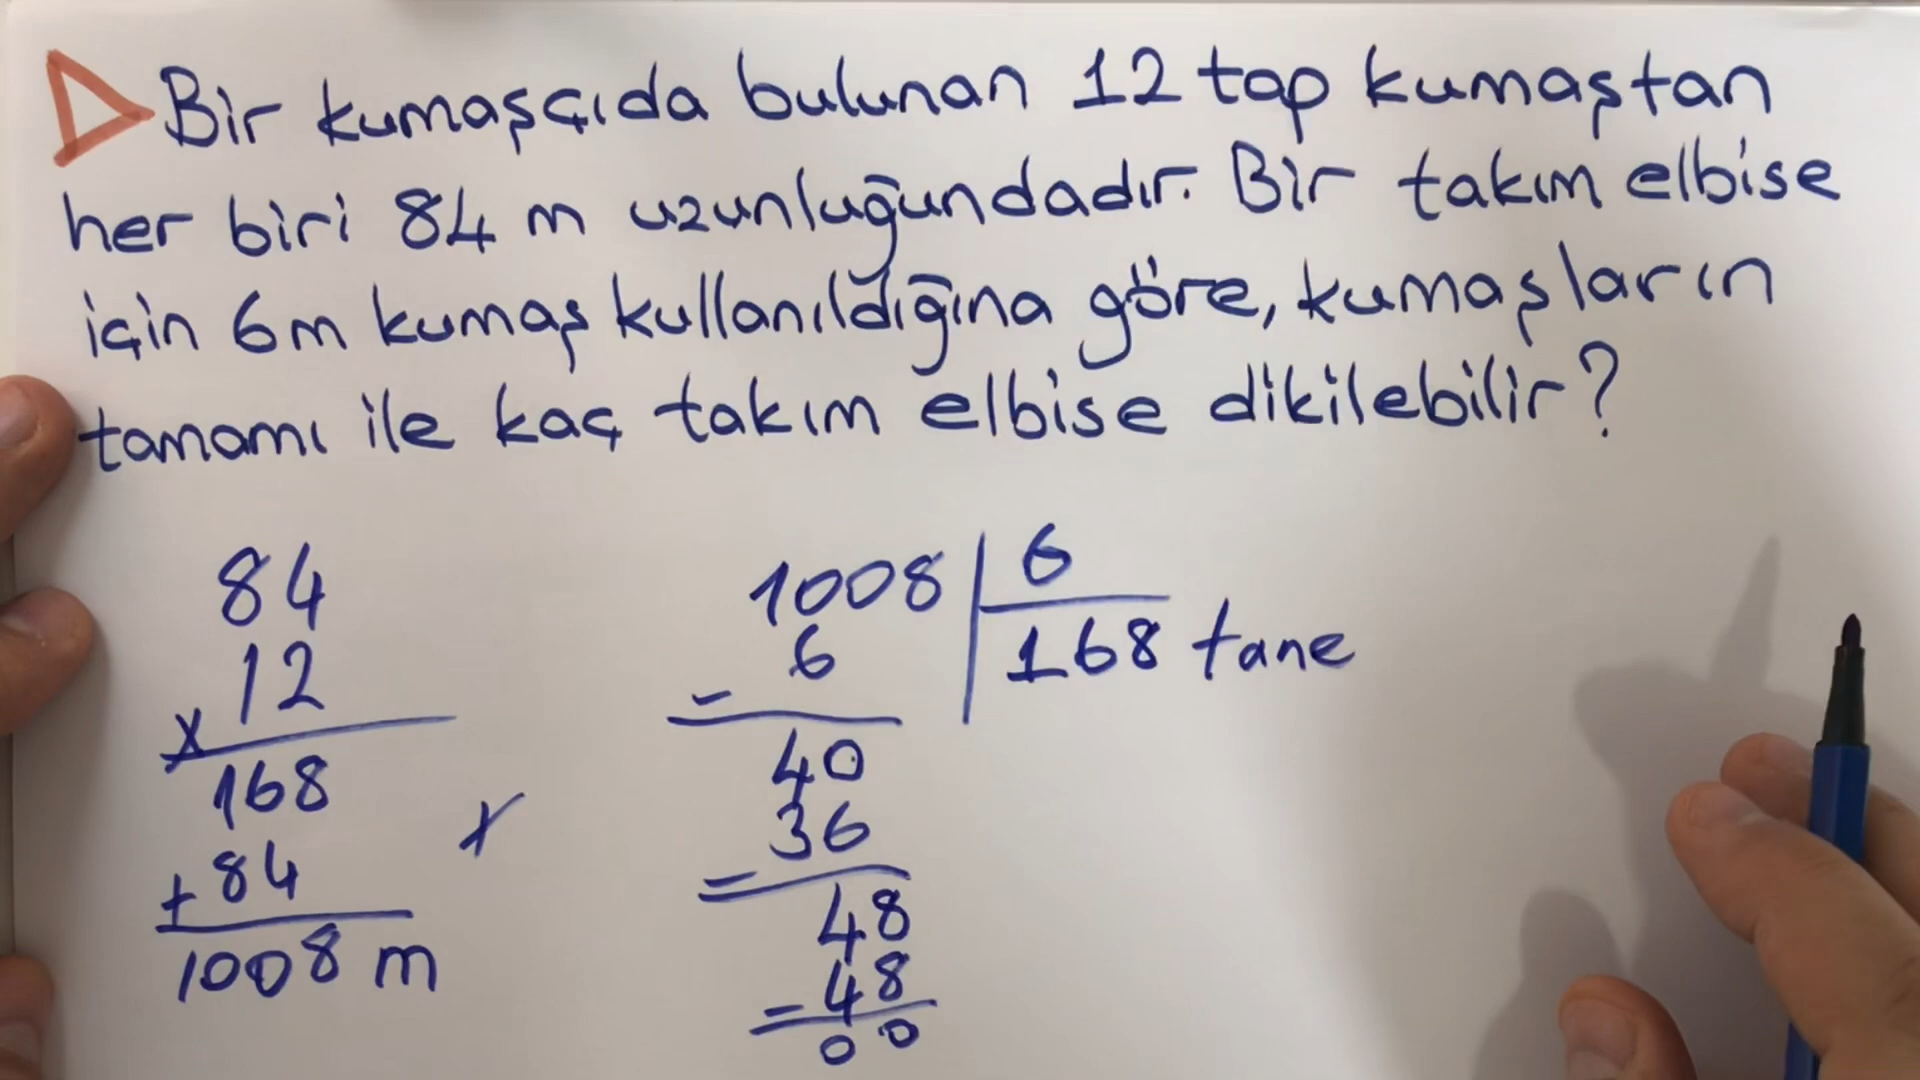 Bir kumaşçıda bulunan 12 top kumaştan
her biri 84 m uzunluğundadır. Bir takım elbise
için 6m kumaş kullanıldığına göre, kumaşların
tamamı ile kaç takım elbise dikilebilir?
84
12
x
168
+84
1008 m
x
1008 | 6
6 168 tane
-
40
36
-
48
48
-
0 0